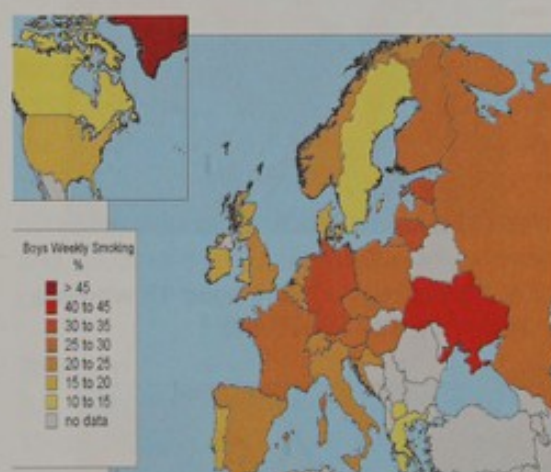 Boys Weekly Smoking
%
> 45
40 to 45
30 to 35
25 to 30
20 to 25
15 to 20
10 to 15
no data